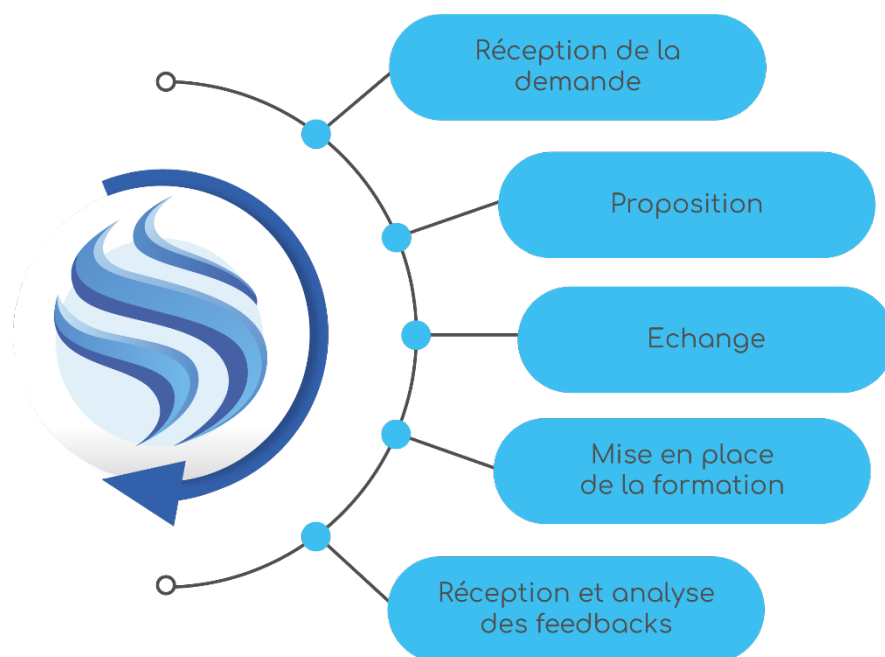 Réception de la
demande
Proposition
Echange
Mise en place
de la formation
Réception et analyse
des feedbacks